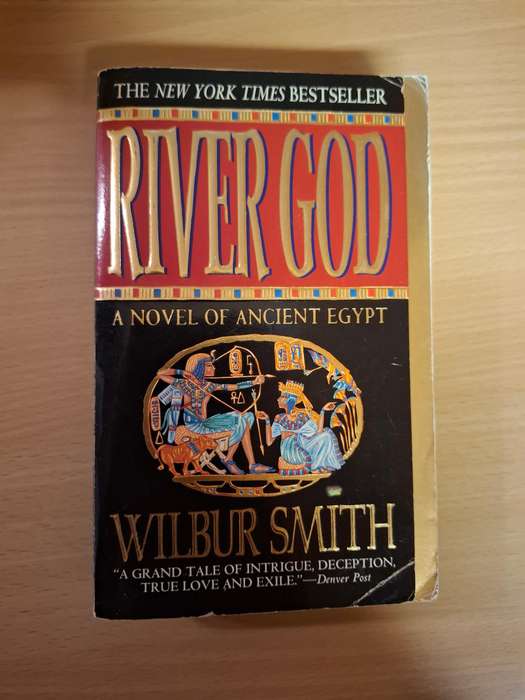 THE NEW YORK TIMES BESTSELLER
RIVER GOD
A NOVEL OF ANCIENT EGYPT
WILBUR SMITH
"A GRAND TALE OF INTRIGUE, DECEPTION,
TRUE LOVE AND EXILE."—Denver Post